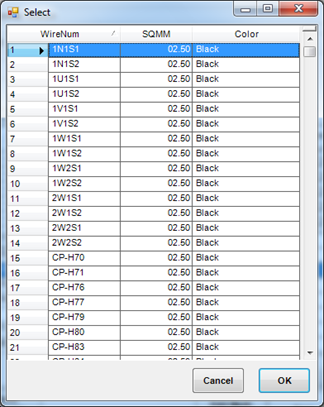 Select
WireNum SQMM Color
1 1N1S1 02.50 Black
2 1N1S2 02.50 Black
3 1U1S1 02.50 Black
4 1U1S2 02.50 Black
5 1V1S1 02.50 Black
6 1V1S2 02.50 Black
7 1W1S1 02.50 Black
8 1W1S2 02.50 Black
9 1W2S1 02.50 Black
10 1W2S2 02.50 Black
11 2W1S1 02.50 Black
12 2W1S2 02.50 Black
13 2W2S1 02.50 Black
14 2W2S2 02.50 Black
15 CP-H70 02.50 Black
16 CP-H71 02.50 Black
17 CP-H76 02.50 Black
18 CP-H77 02.50 Black
19 CP-H79 02.50 Black
20 CP-H80 02.50 Black
21 CP-H83 02.50 Black
Cancel OK